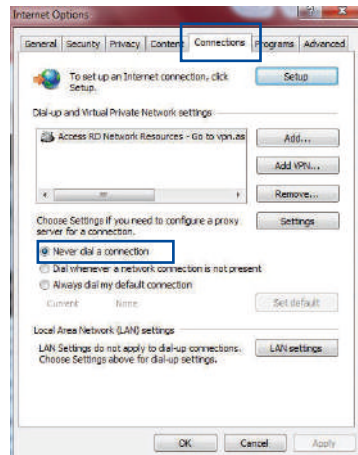 Internet Options
General Security Privacy Content Connections Programs Advanced
To set up an Internet connection, click
Setup.
Setup
Dial-up and Virtual Private Network settings
Access RD Network Resources - Go to vpn.as
Add...
Add VPN...
Remove...
Choose Settings if you need to configure a proxy
server for a connection.
Settings
Never dial a connection
Dial whenever a network connection is not present
Always dial my default connection
Current None
Set default
Local Area Network (LAN) settings
LAN Settings do not apply to dial-up connections.
Choose Settings above for dial-up settings.
LAN settings
OK Cancel Apply